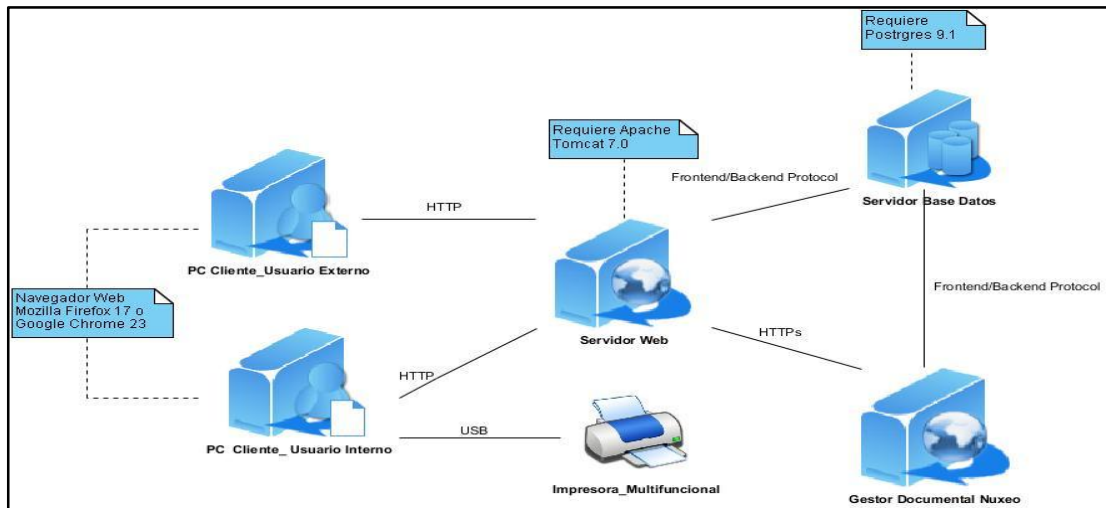 Requiere
Postrgres 9.1
Requiere Apache
Tomcat 7.0
Frontend/Backend Protocol
Servidor Base Datos
HTTP
PC Cliente_Usuario Externo
Navegador Web
Mozilla Firefox 17 o
Google Chrome 23
Frontend/Backend Protocol
Servidor Web
HTTPs
HTTP
USB
PC Cliente_ Usuario Interno
Impresora_Multifuncional
Gestor Documental Nuxeo